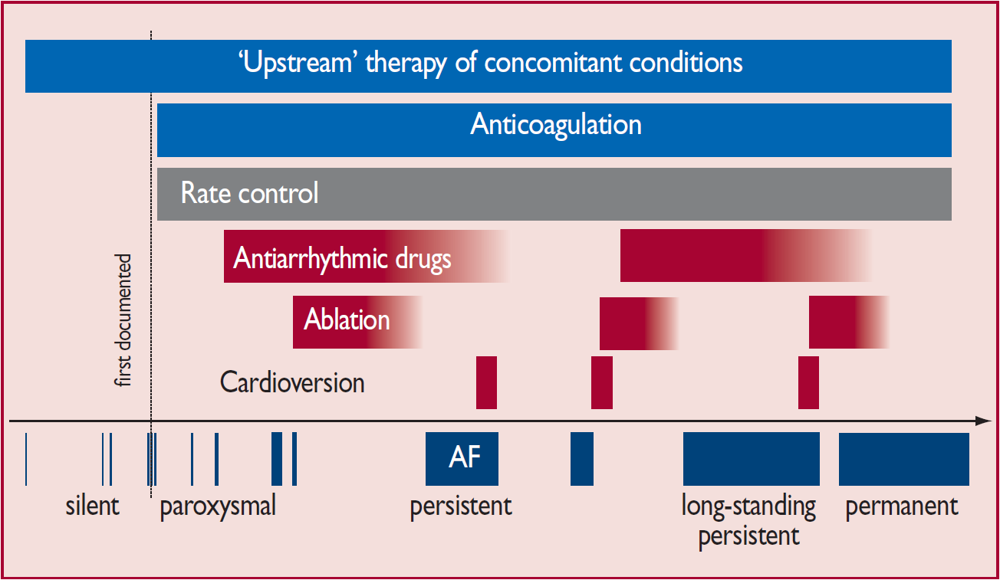 ‘Upstream’ therapy of concomitant conditions
Anticoagulation
Rate control
first documented
Antiarrhythmic drugs
Ablation
Cardioversion
AF
silent
paroxysmal
persistent
long-standing
persistent
permanent